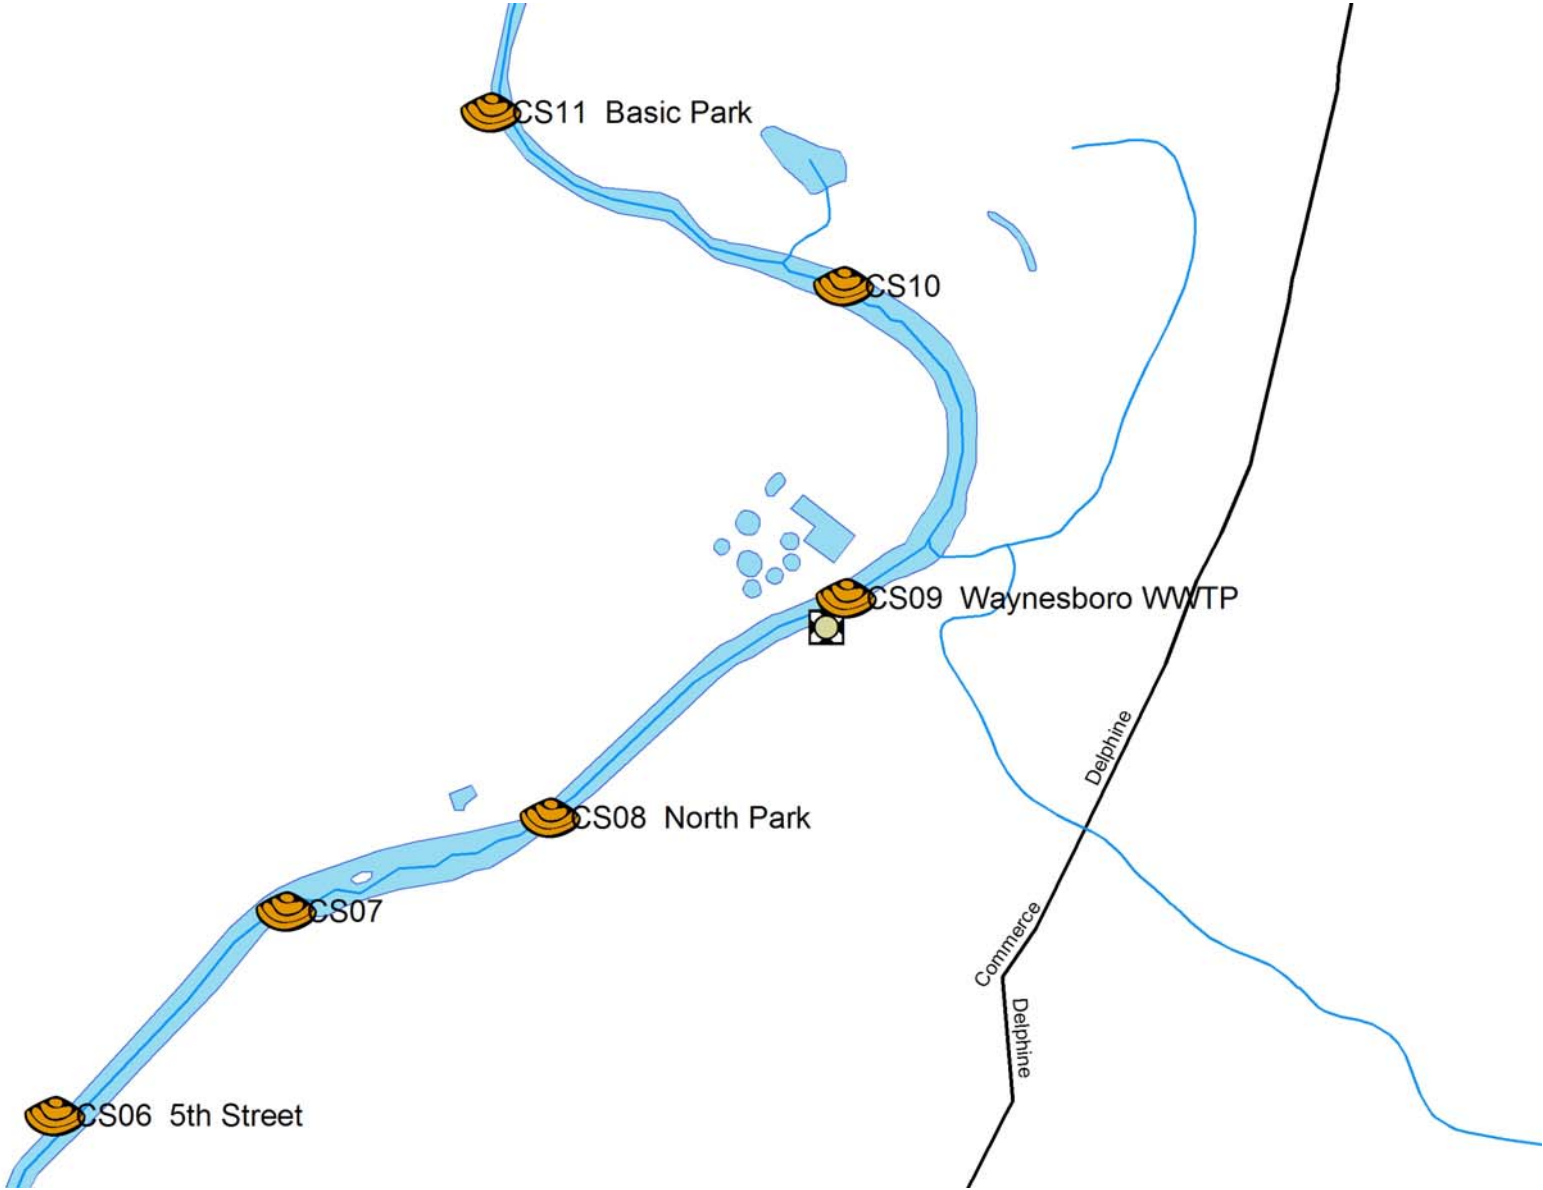 CS11 Basic Park
CS10
CS09 Waynesboro WWTP
Delphine
CS08 North Park
CS07
Commerce
Delphine
CS06 5th Street